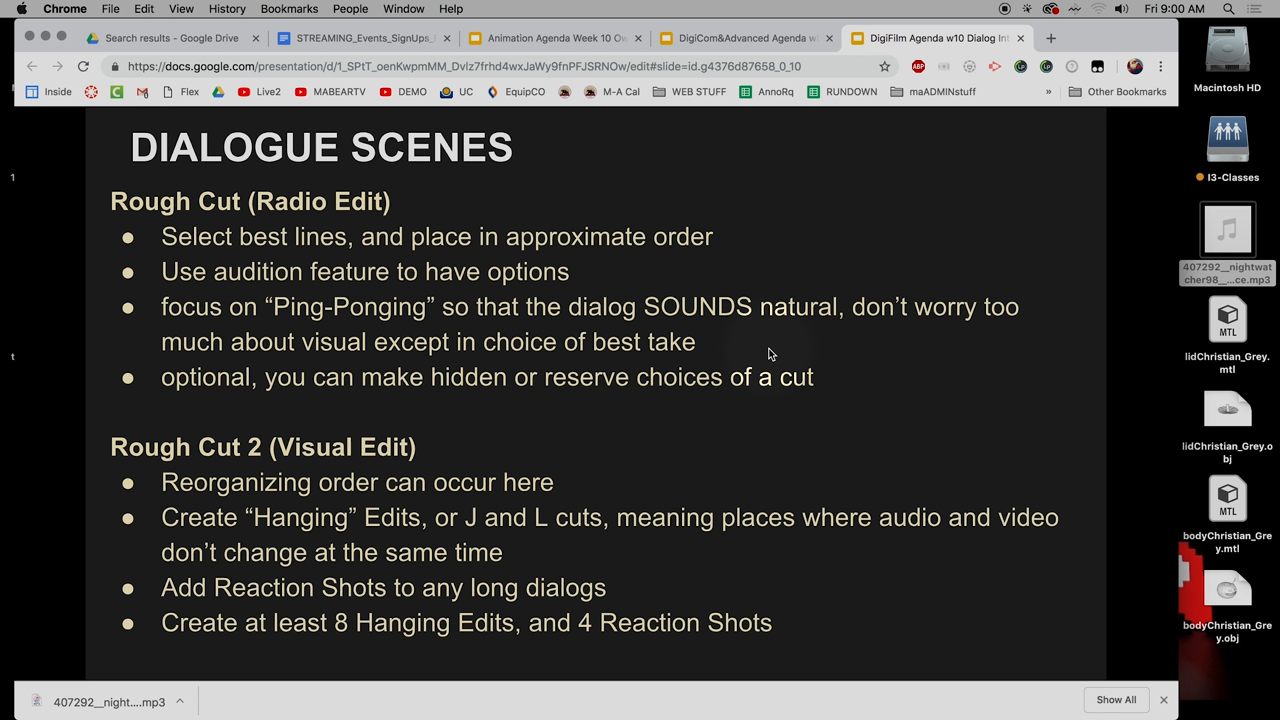 Chrome File Edit View History Bookmarks People Window Help Fri 9:00 AM
Search results - Google Drive STREAMING_Events_SignUps_ Animation Agenda Week 10 Ow DigiCom&Advanced Agenda w DigiFilm Agenda w10 Dialog Int
https://docs.google.com/presentation/d/1_SPtT_oenKwpmMM_Dvlz7frhd4wxJaWy9fnPFJSRNOw/edit#slide=id.g4376d87658_0_10
Inside Gmail Flex Live2 MABEARTV DEMO UC EquipCO M-A Cal WEB STUFF AnnoRq RUNDOWN maADMINstuff » Other Bookmarks
DIALOGUE SCENES
Rough Cut (Radio Edit)
● Select best lines, and place in approximate order
● Use audition feature to have options
● focus on “Ping-Ponging” so that the dialog SOUNDS natural, don’t worry too
much about visual except in choice of best take
● optional, you can make hidden or reserve choices of a cut
Rough Cut 2 (Visual Edit)
● Reorganizing order can occur here
● Create “Hanging” Edits, or J and L cuts, meaning places where audio and video
don’t change at the same time
● Add Reaction Shots to any long dialogs
● Create at least 8 Hanging Edits, and 4 Reaction Shots
407292__night....mp3
Show All
Macintosh HD
I3-Classes
407292__nightwat
cher98__...ce.mp3
MTL
lidChristian_Grey.
mtl
lidChristian_Grey.o
bj
MTL
bodyChristian_Gre
y.mtl
bodyChristian_Gre
y.obj
1
t